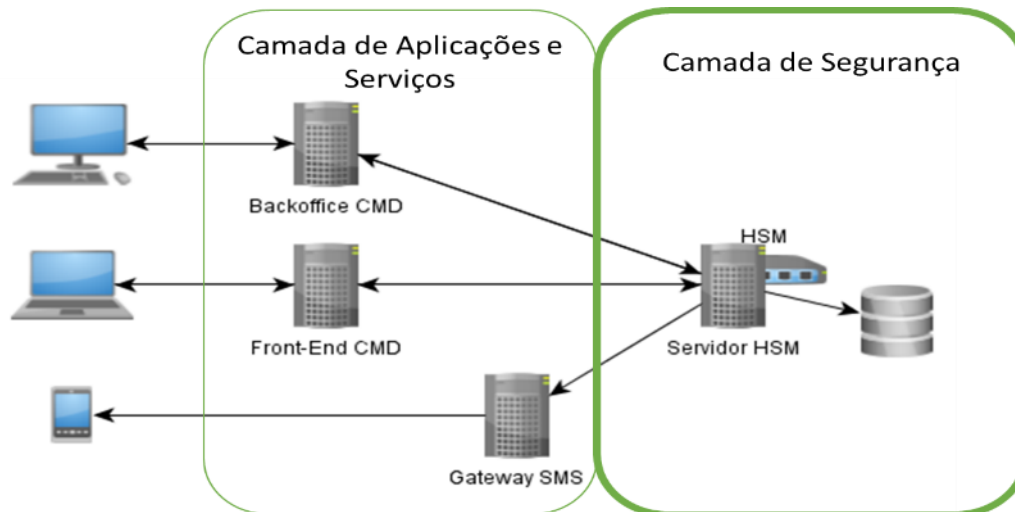 Camada de Aplicações e
Serviços
Camada de Segurança
Backoffice CMD
HSM
Front-End CMD
Servidor HSM
Gateway SMS